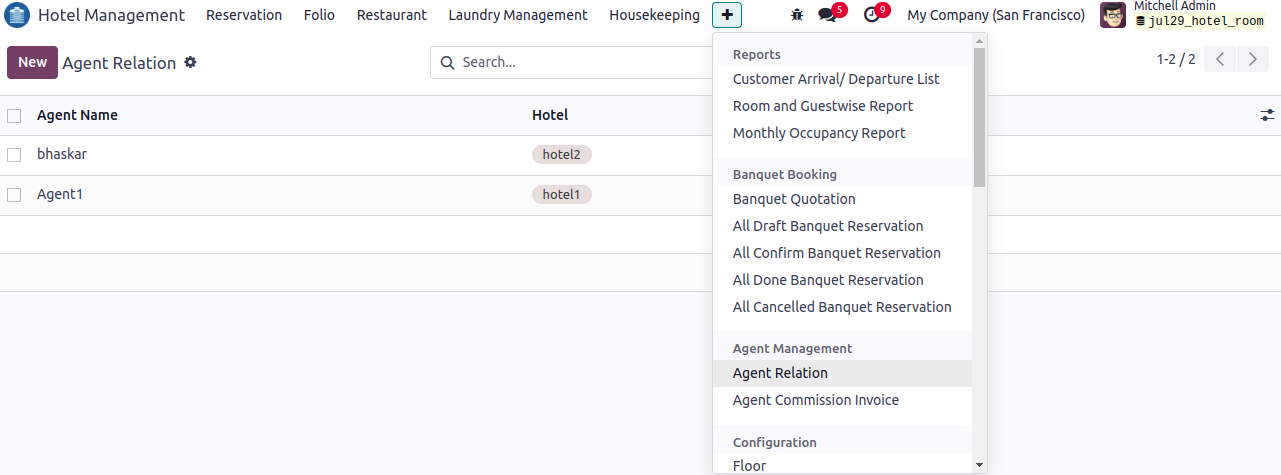 Hotel Management Reservation Folio Restaurant Laundry Management Housekeeping 5 9 My Company (San Francisco) Mitchell Admin
jul29_hotel_room
New Agent Relation Search... 1-2 / 2
Agent Name Hotel
bhaskar hotel2
Agent1 hotel1
Reports
Customer Arrival/ Departure List
Room and Guestwise Report
Monthly Occupancy Report
Banquet Booking
Banquet Quotation
All Draft Banquet Reservation
All Confirm Banquet Reservation
All Done Banquet Reservation
All Cancelled Banquet Reservation
Agent Management
Agent Relation
Agent Commission Invoice
Configuration
Floor